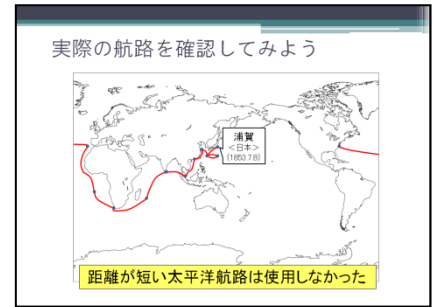 実際の航路を確認してみよう
浦賀
＜日本＞
(1853.7.8)
距離が短い太平洋航路は使用しなかった